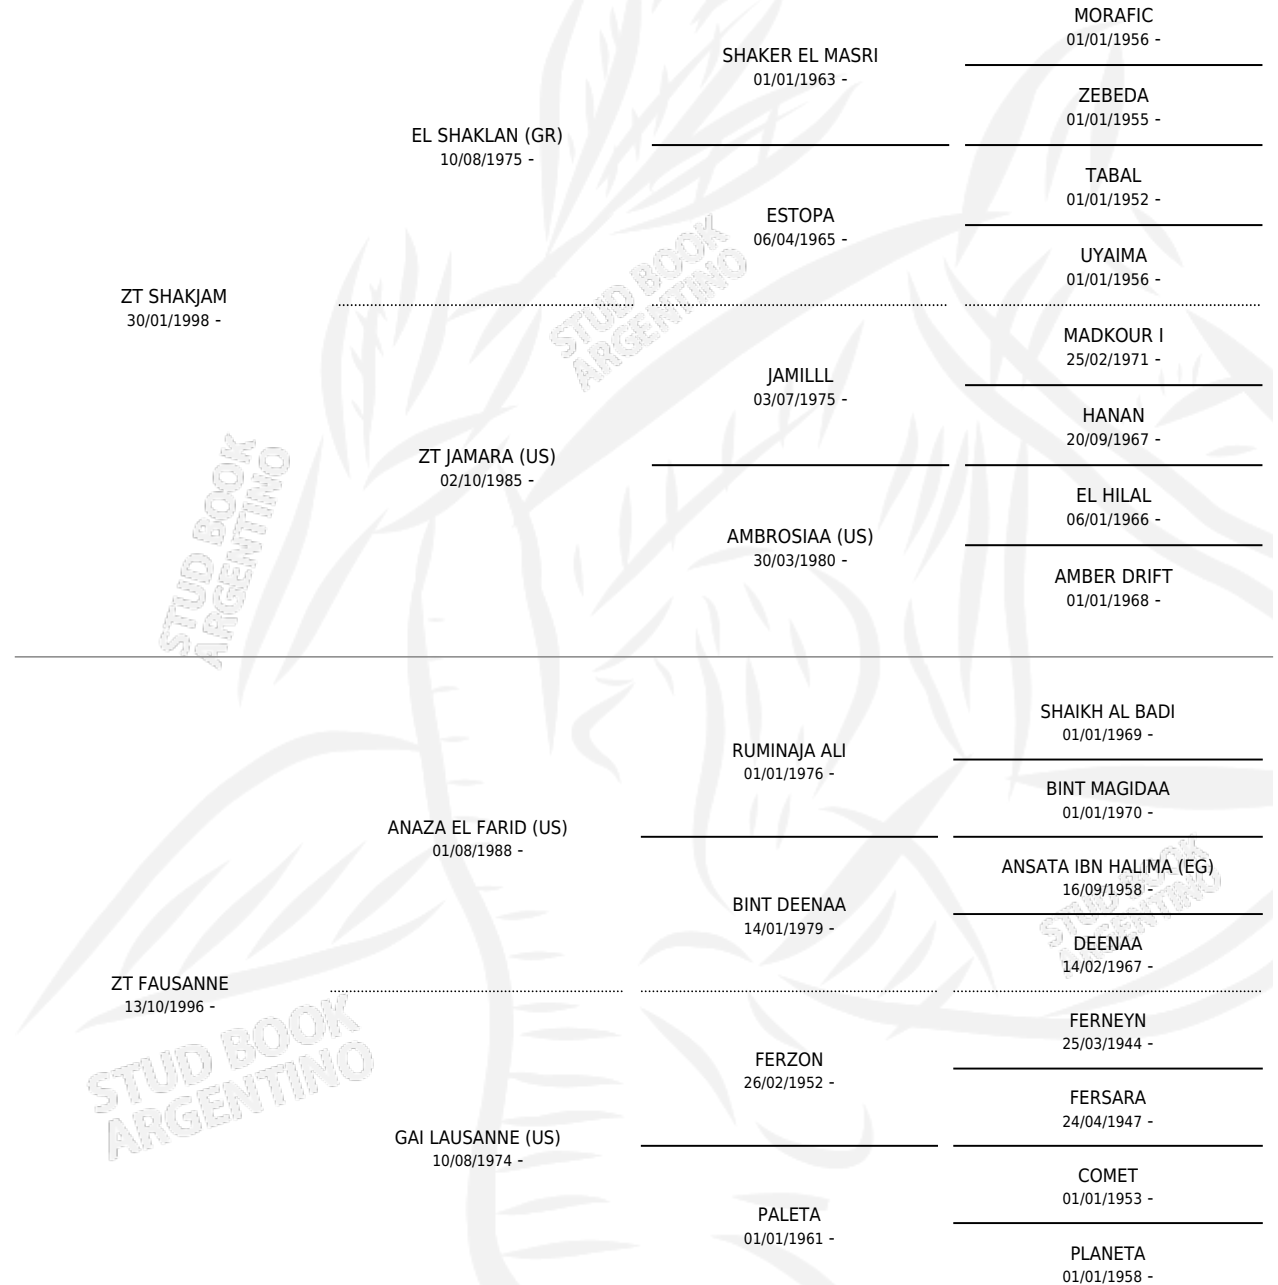 MORAFIC
01/01/1956 -
SHAKER EL MASRI
01/01/1963 -
ZEBEDA
01/01/1955 -
EL SHAKLAN (GR)
10/08/1975 -
TABAL
01/01/1952 -
ESTOPA
06/04/1965 -
UYAIMA
01/01/1956 -
ZT SHAKJAM
30/01/1998 -
MADKOUR I
25/02/1971 -
JAMILLL
03/07/1975 -
HANAN
20/09/1967 -
ZT JAMARA (US)
02/10/1985 -
EL HILAL
06/01/1966 -
AMBROSIAA (US)
30/03/1980 -
AMBER DRIFT
01/01/1968 -
SHAIKH AL BADI
01/01/1969 -
RUMINAJA ALI
01/01/1976 -
BINT MAGIDAA
01/01/1970 -
ANAZA EL FARID (US)
01/08/1988 -
ANSATA IBN HALIMA (EG)
16/09/1958 -
BINT DEENAA
14/01/1979 -
DEENAA
14/02/1967 -
ZT FAUSANNE
13/10/1996 -
FERNEYN
25/03/1944 -
FERZON
26/02/1952 -
FERSARA
24/04/1947 -
GAI LAUSANNE (US)
10/08/1974 -
COMET
01/01/1953 -
PALETA
01/01/1961 -
PLANETA
01/01/1958 -
STUD BOOK
ARGENTINO
STUD BOOK
ARGENTINO
STUD BOOK
ARGENTINO
STUD BOOK
ARGENTINO